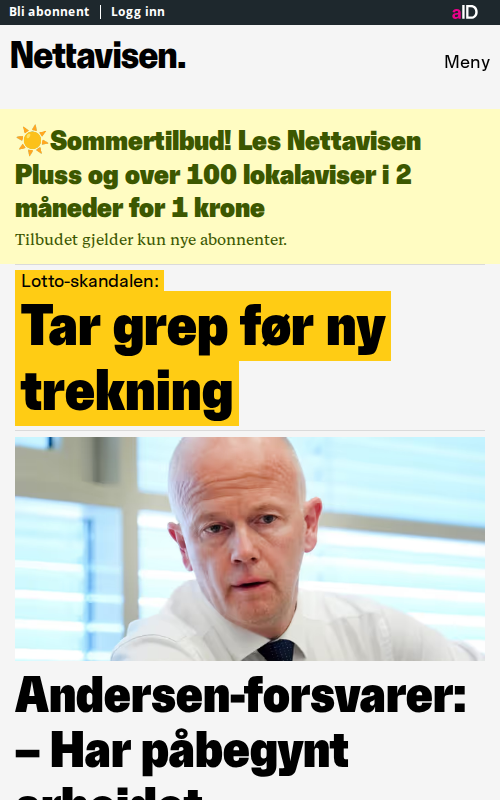 Bli abonnent
Logg inn
aID
Nettavisen.
Meny
☀️Sommertilbud! Les Nettavisen
Pluss og over 100 lokalaviser i 2
måneder for 1 krone
Tilbudet gjelder kun nye abonnenter.
Lotto-skandalen:
Tar grep før ny
trekning
Andersen-forsvarer:
– Har påbegynt
arbeidet